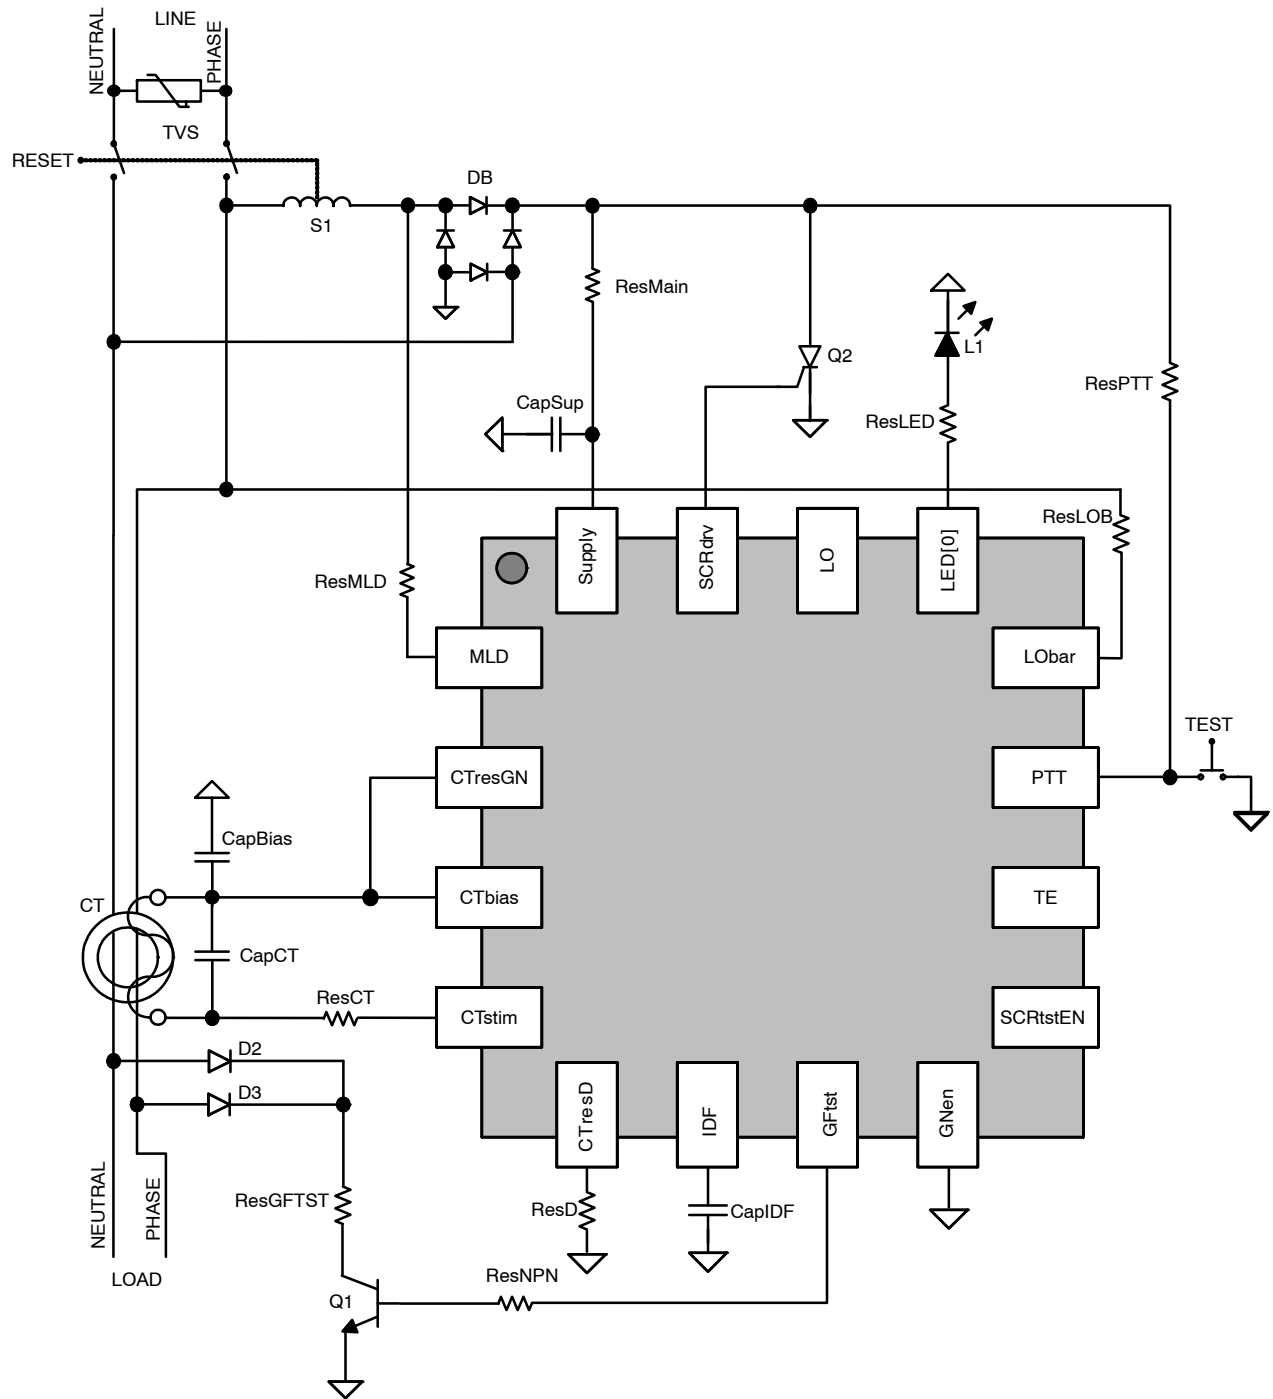 LINE
NEUTRAL
PHASE
TVS
RESET
DB
S1
ResMain
Q2
L1
ResPTT
CapSup
ResLED
ResLOB
Supply
SCRdrv
LO
LED[0]
ResMLD
MLD
LObar
TEST
CTresGN
PTT
CapBias
CT
CTbias
TE
CapCT
ResCT
CTstim
SCRtstEN
D2
D3
CTresD
IDF
GFtst
GNen
NEUTRAL
PHASE
ResGFTST
ResD
CapIDF
LOAD
ResNPN
Q1